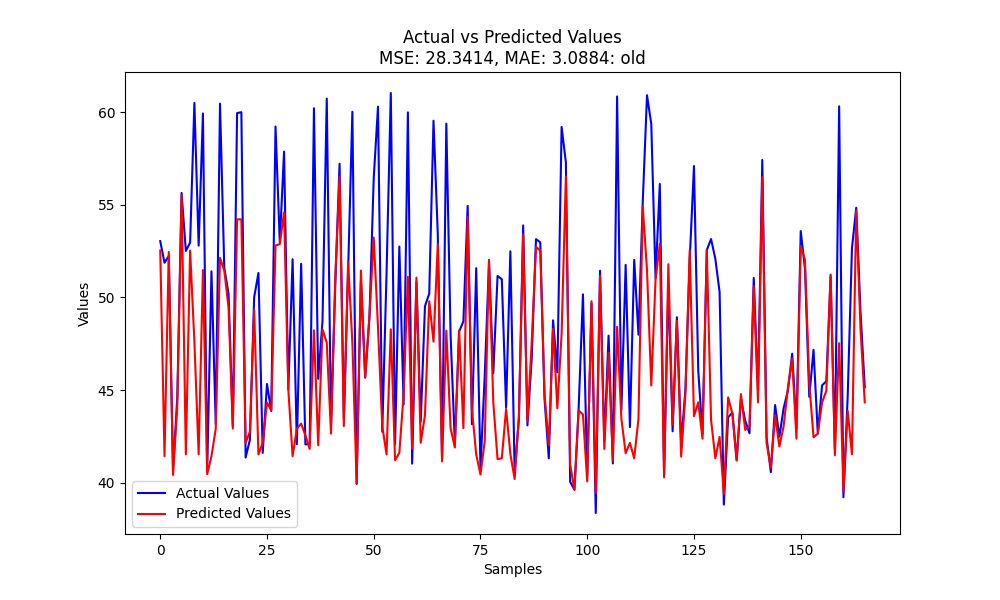 Actual vs Predicted Values
MSE: 28.3414, MAE: 3.0884: old
Values
60
55
50
45
40
Actual Values
Predicted Values
0 25 50 75 100 125 150
Samples